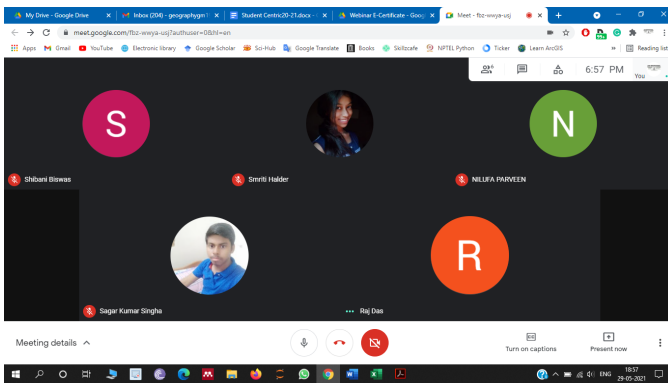 My Drive - Google Drive
Inbox (204) - geographygm1
Student Centric20-21.docx -
Webinar E-Certificate - Goog
Meet - fbz-wwya-usj
meet.google.com/fbz-wwya-usj?authuser=0&hl=en
Apps
Gmail
YouTube
Electronic library
Google Scholar
Sci-Hub
Google Translate
Books
Skillzcafe
NPTEL Python
Ticker
Learn ArcGIS
Reading list
6
6:57 PM
You
S
N
Shibani Biswas
Smriti Halder
NILUFA PARVEEN
R
Sagar Kumar Singha
Raj Das
Meeting details
Turn on captions
Present now
ENG
18:57
29-05-2021